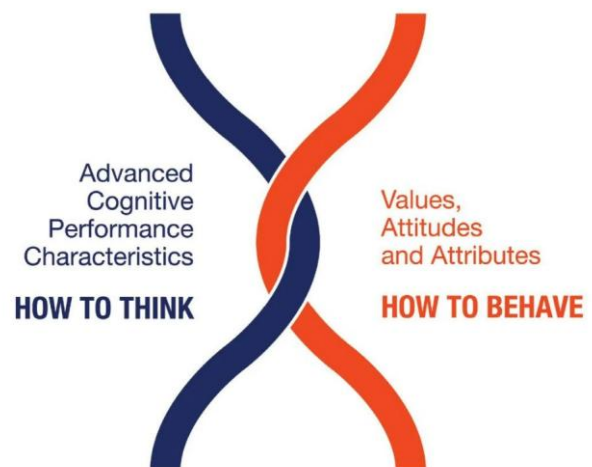 Advanced
Cognitive
Performance
Characteristics
HOW TO THINK
Values,
Attitudes
and Attributes
HOW TO BEHAVE